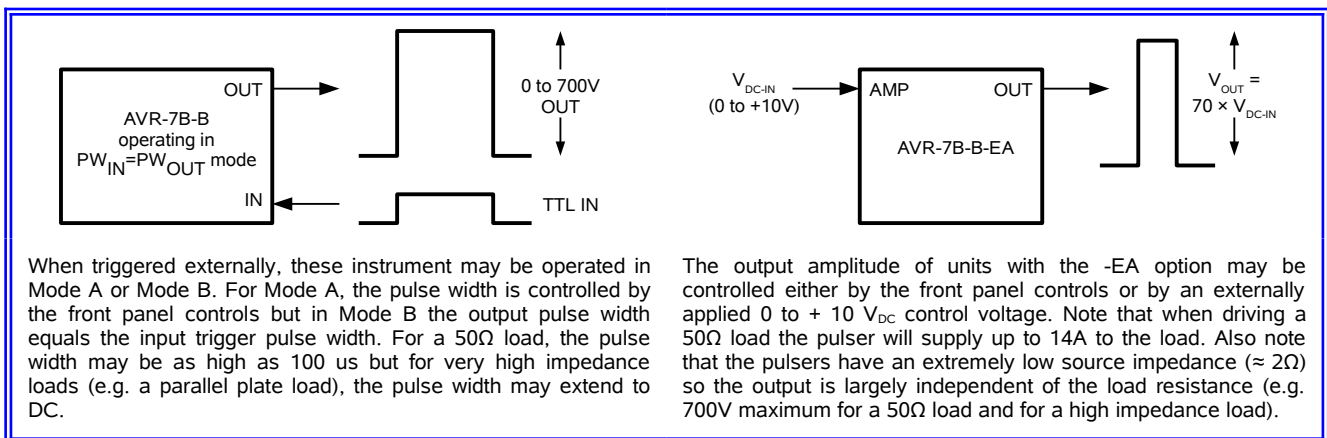 OUT
AVR-7B-B
operating in
PWIN=PWOUT mode
IN
0 to 700V
OUT
TTL IN
VDC-IN
(0 to +10V)
AMP
OUT
AVR-7B-B-EA
VOUT =
70 × VDC-IN
When triggered externally, these instrument may be operated in
Mode A or Mode B. For Mode A, the pulse width is controlled by
the front panel controls but in Mode B the output pulse width
equals the input trigger pulse width. For a 50Ω load, the pulse
width may be as high as 100 us but for very high impedance
loads (e.g. a parallel plate load), the pulse width may extend to
DC.
The output amplitude of units with the -EA option may be
controlled either by the front panel controls or by an externally
applied 0 to + 10 VDC control voltage. Note that when driving a
50Ω load the pulser will supply up to 14A to the load. Also note
that the pulsers have an extremely low source impedance (≈ 2Ω)
so the output is largely independent of the load resistance (e.g.
700V maximum for a 50Ω load and for a high impedance load).